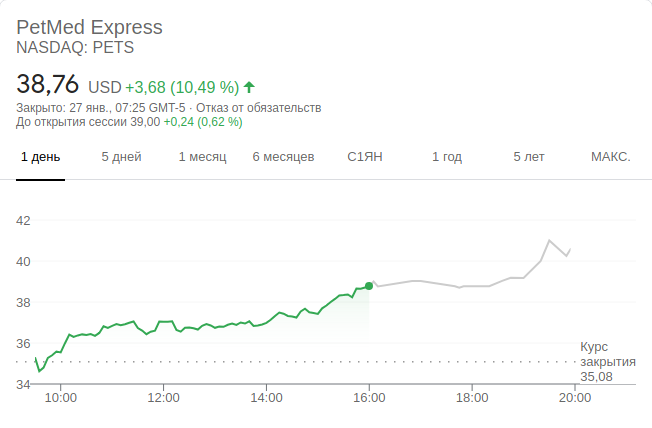 PetMed Express
NASDAQ: PETS
38,76 USD +3,68 (10,49 %)
Закрыто: 27 янв., 07:25 GMT-5 · Отказ от обязательств
До открытия сессии 39,00 +0,24 (0,62 %)
1 день 5 дней 1 месяц 6 месяцев С1ЯН 1 год 5 лет МАКС.
42
40
38
36
34
Курс
закрытия
35,08
10:00 12:00 14:00 16:00 18:00 20:00